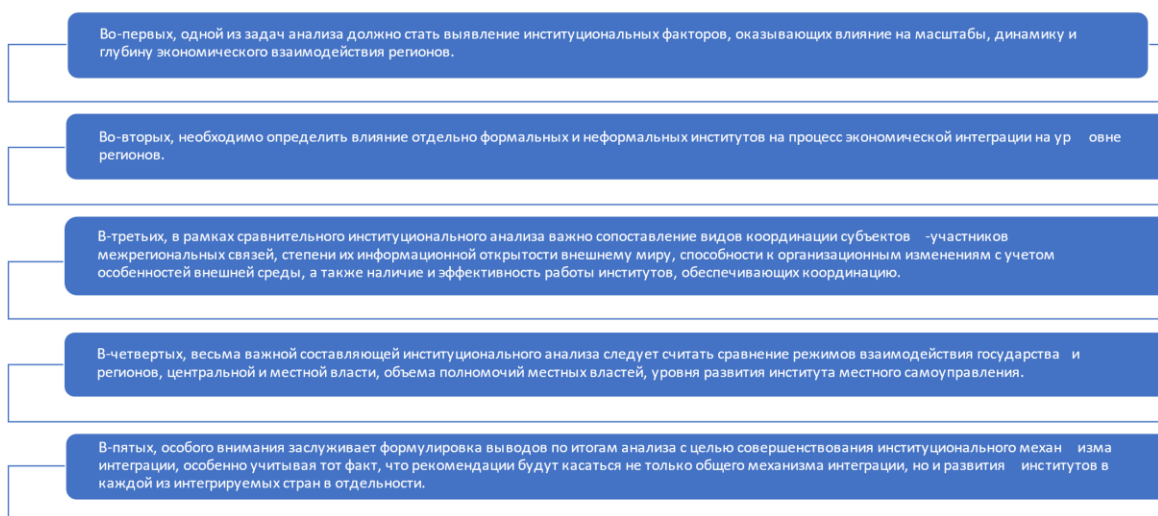 Во-первых, одной из задач анализа должно стать выявление институциональных факторов, оказывающих влияние на масштабы, динамику и
глубину экономического взаимодействия регионов.
Во-вторых, необходимо определить влияние отдельно формальных и неформальных институтов на процесс экономической интеграции на ур овне
регионов.
В-третьих, в рамках сравнительного институционального анализа важно сопоставление видов координации субъектов -участников
межрегиональных связей, степени их информационной открытости внешнему миру, способности к организационным изменениям с учетом
особенностей внешней среды, а также наличие и эффективность работы институтов, обеспечивающих координацию.
В-четвертых, весьма важной составляющей институционального анализа следует считать сравнение режимов взаимодействия государства и
регионов, центральной и местной власти, объема полномочий местных властей, уровня развития института местного самоуправления.
В-пятых, особого внимания заслуживает формулировка выводов по итогам анализа с целью совершенствования институционального механ изма
интеграции, особенно учитывая тот факт, что рекомендации будут касаться не только общего механизма интеграции, но и развития институтов в
каждой из интегрируемых стран в отдельности.